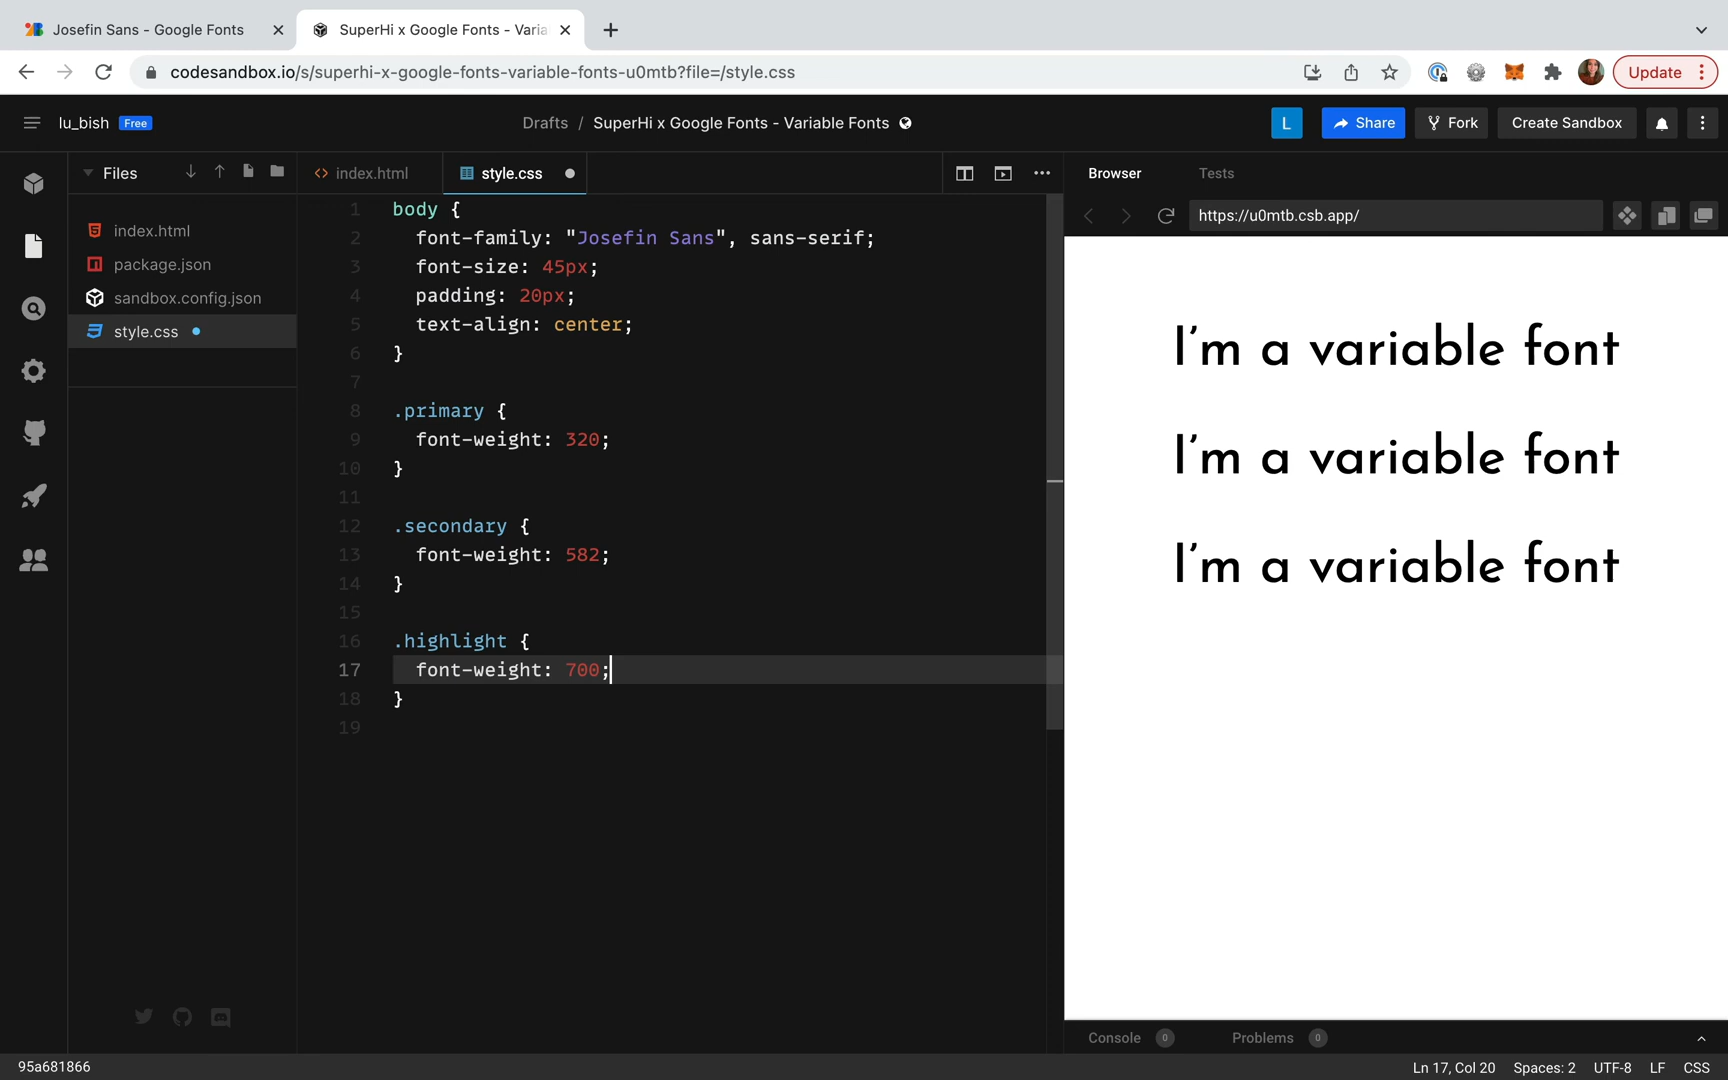 Josefin Sans - Google Fonts
SuperHi x Google Fonts - Varia
codesandbox.io/s/superhi-x-google-fonts-variable-fonts-u0mtb?file=/style.css
Update
lu_bish Free
Drafts / SuperHi x Google Fonts - Variable Fonts
L
Share
Fork
Create Sandbox
Files
index.html
package.json
sandbox.config.json
style.css
index.html
style.css
1 body {
2 font-family: "Josefin Sans", sans-serif;
3 font-size: 45px;
4 padding: 20px;
5 text-align: center;
6 }
7
8 .primary {
9 font-weight: 320;
10 }
11
12 .secondary {
13 font-weight: 582;
14 }
15
16 .highlight {
17 font-weight: 700;
18 }
19
Browser
Tests
https://u0mtb.csb.app/
I’m a variable font
I’m a variable font
I’m a variable font
Console 0
Problems 0
95a681866
Ln 17, Col 20 Spaces: 2 UTF-8 LF CSS